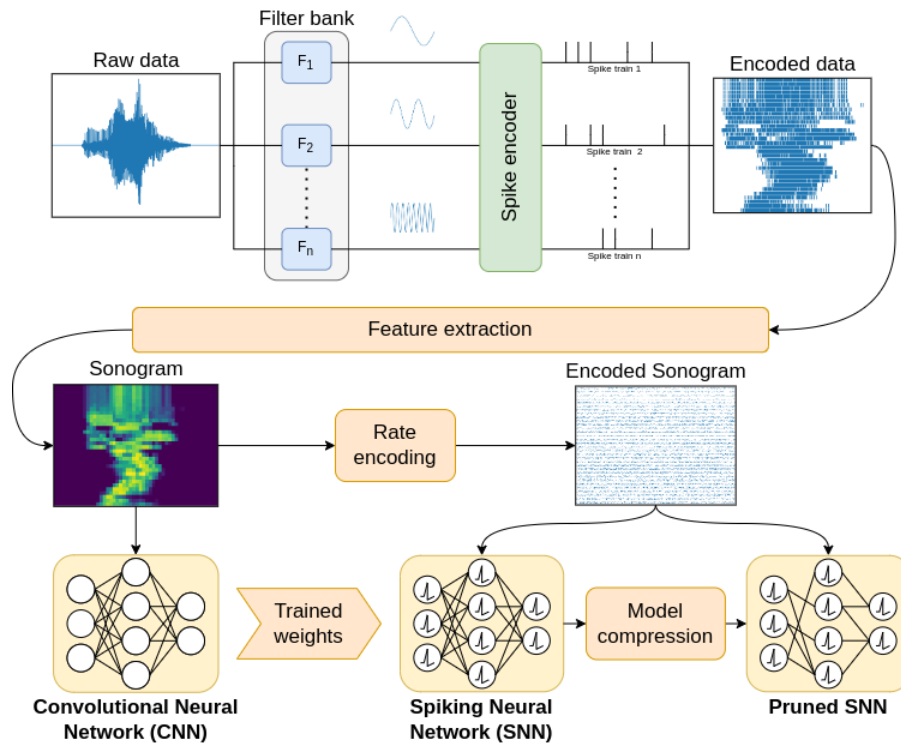 Filter bank
Raw data
F1
Spike train 1
Encoded data
F2
Spike train 2
Spike encoder
Fn
Spike train n
Feature extraction
Sonogram
Encoded Sonogram
Rate
encoding
Trained
weights
Model
compression
Convolutional Neural
Network (CNN)
Spiking Neural
Network (SNN)
Pruned SNN